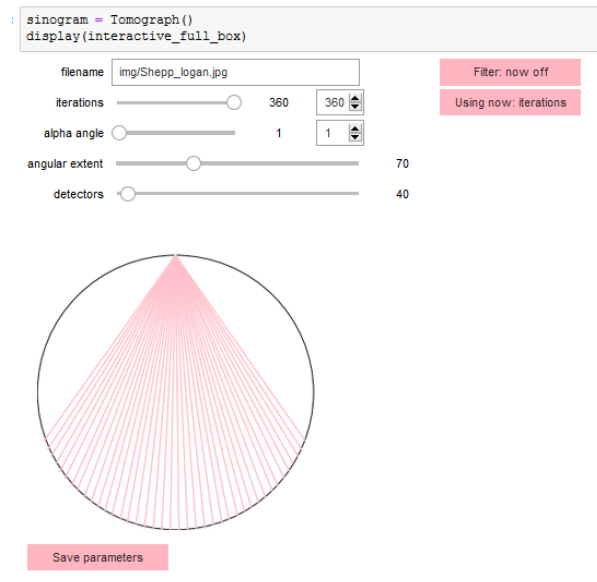 sinogram = Tomograph()
display(interactive_full_box)
filename img/Shepp_logan.jpg Filter: now off
iterations 360 360 Using now: iterations
alpha angle 1 1
angular extent 70
detectors 40
Save parameters